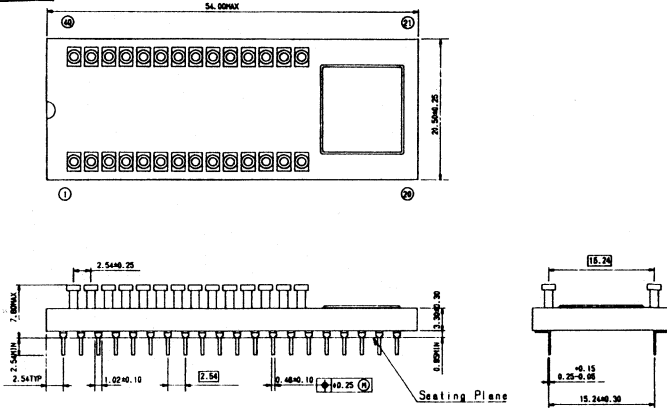 54.00MAX
40
21
20.50±0.25
1
20
2.54±0.25
7.80MAX
2.54MIN
2.54TYP
1.02±0.10
2.54
0.46±0.10
⌀0.25 M
3.30±0.30
0.85MIN
Seating Plane
15.24
+0.15
0.25-0.06
15.24±0.30